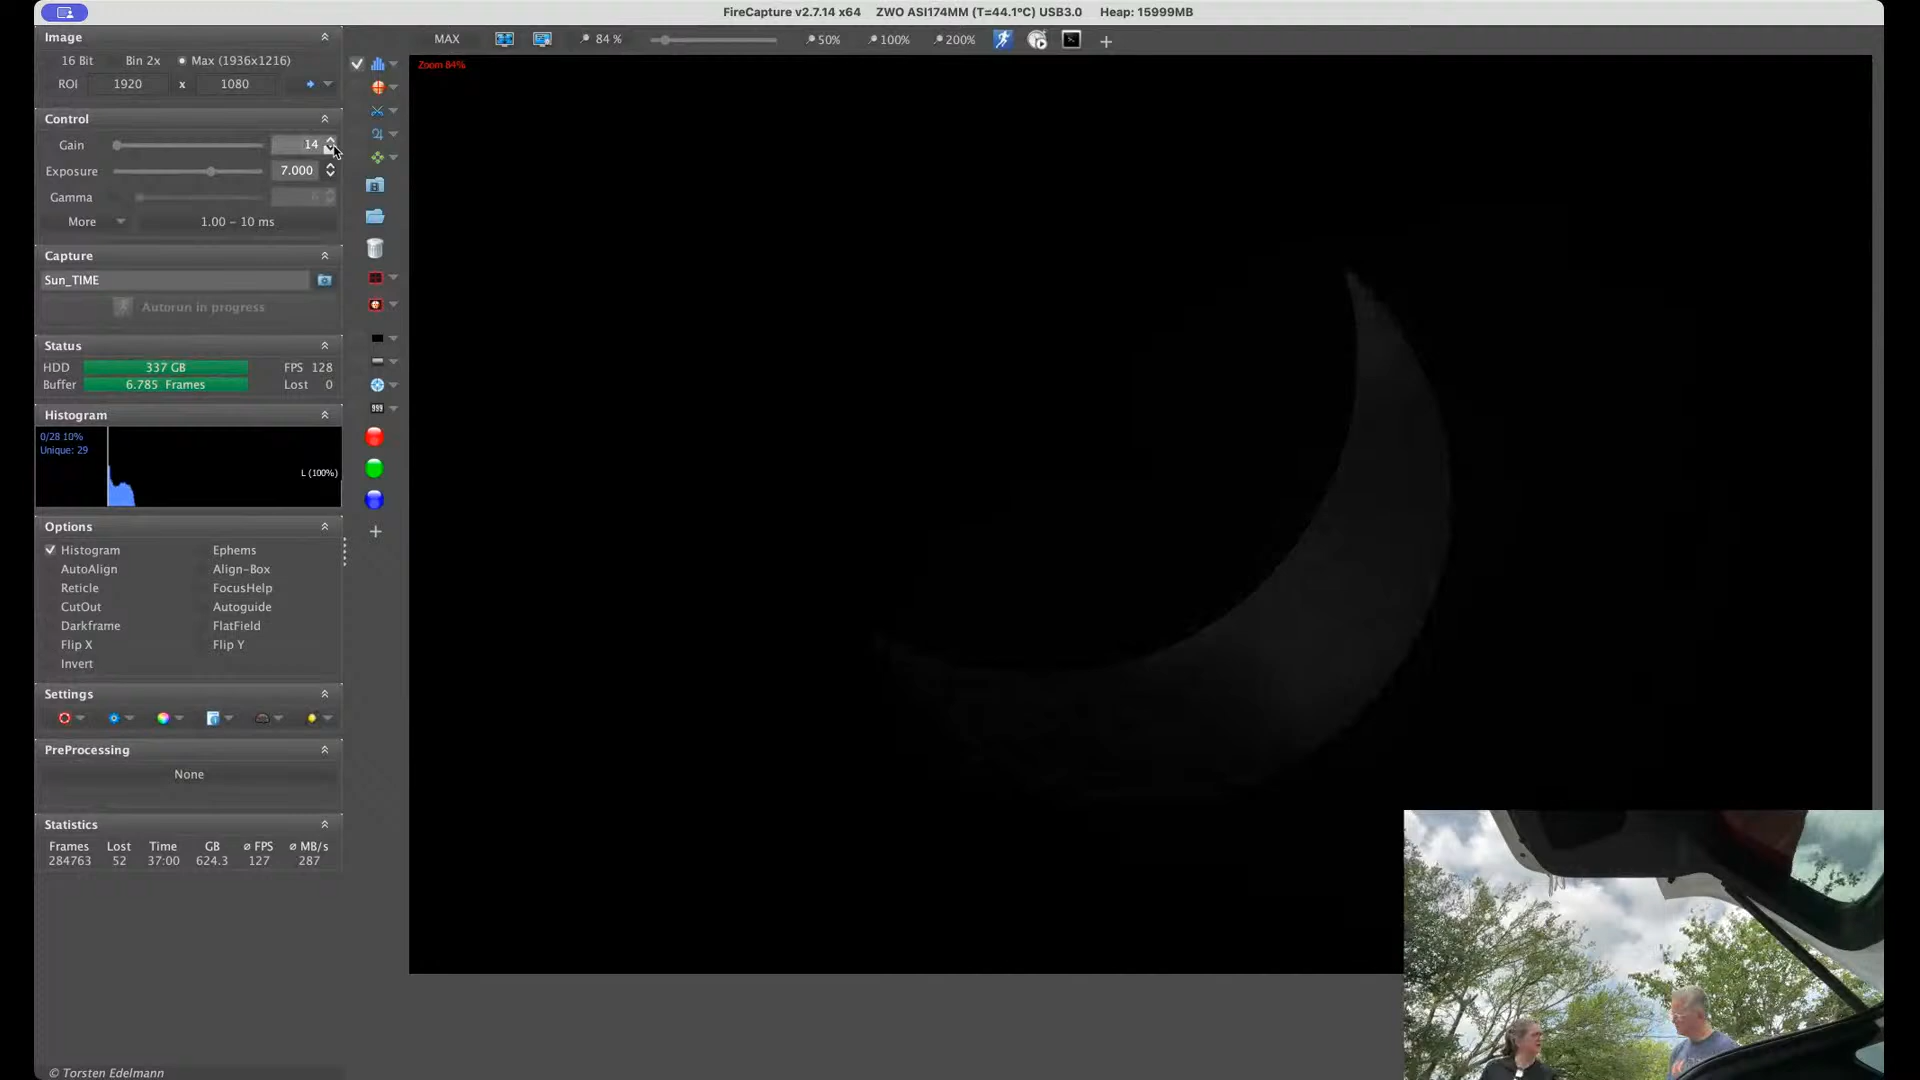 FireCapture v2.7.14 x64 ZWO ASI174MM (T=44.1°C) USB3.0 Heap: 15999MB
MAX 84 % 50% 100% 200%
Zoom 84%
Image
16 Bit Bin 2x Max (1936x1216)
ROI 1920 x 1080
Control
Gain 14
Exposure 7.000
Gamma 6
More 1.00 - 10 ms
Capture
Sun_TIME
Autorun in progress
Status
HDD 337 GB FPS 128
Buffer 6.785 Frames Lost 0
Histogram
0/28 10%
Unique: 29
L (100%)
999
Options
Histogram Ephems
AutoAlign Align-Box
Reticle FocusHelp
CutOut Autoguide
Darkframe FlatField
Flip X Flip Y
Invert
Settings
PreProcessing
None
Statistics
Frames Lost Time GB ø FPS ø MB/s
284763 52 37:00 624.3 127 287
© Torsten Edelmann